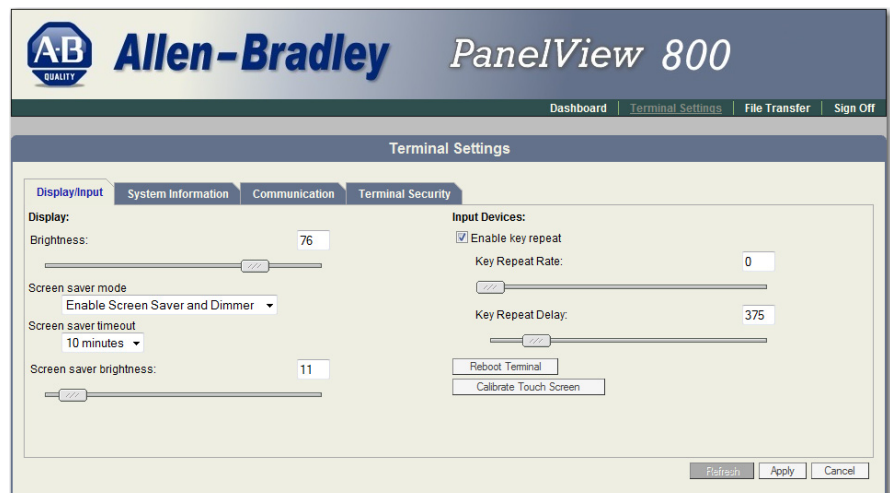 A-B
QUALITY
Allen-Bradley
PanelView 800
Dashboard
Terminal Settings
File Transfer
Sign Off
Terminal Settings
Display/Input
System Information
Communication
Terminal Security
Display:
Brightness: 76
Screen saver mode
Enable Screen Saver and Dimmer
Screen saver timeout
10 minutes
Screen saver brightness: 11
Input Devices:
Enable key repeat
Key Repeat Rate: 0
Key Repeat Delay: 375
Reboot Terminal
Calibrate Touch Screen
Refresh
Apply
Cancel